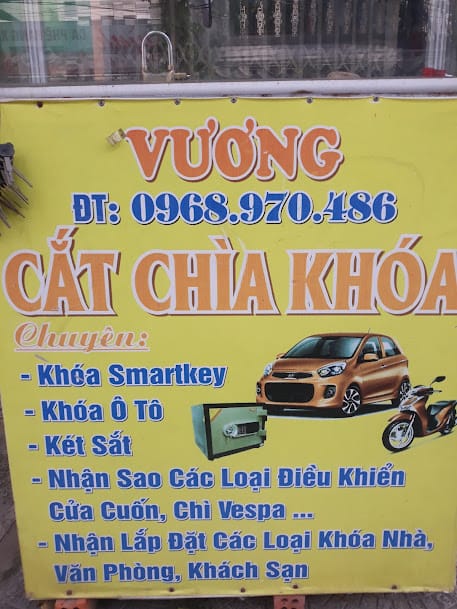 VƯƠNG
ĐT: 0968.970.486
CẮT CHÌA KHÓA
Chuyên:
- Khóa Smartkey
- Khóa Ô Tô
- Két Sắt
- Nhận Sao Các Loại Điều Khiển
Cửa Cuốn, Chì Vespa ...
- Nhận Lắp Đặt Các Loại Khóa Nhà,
Văn Phòng, Khách Sạn